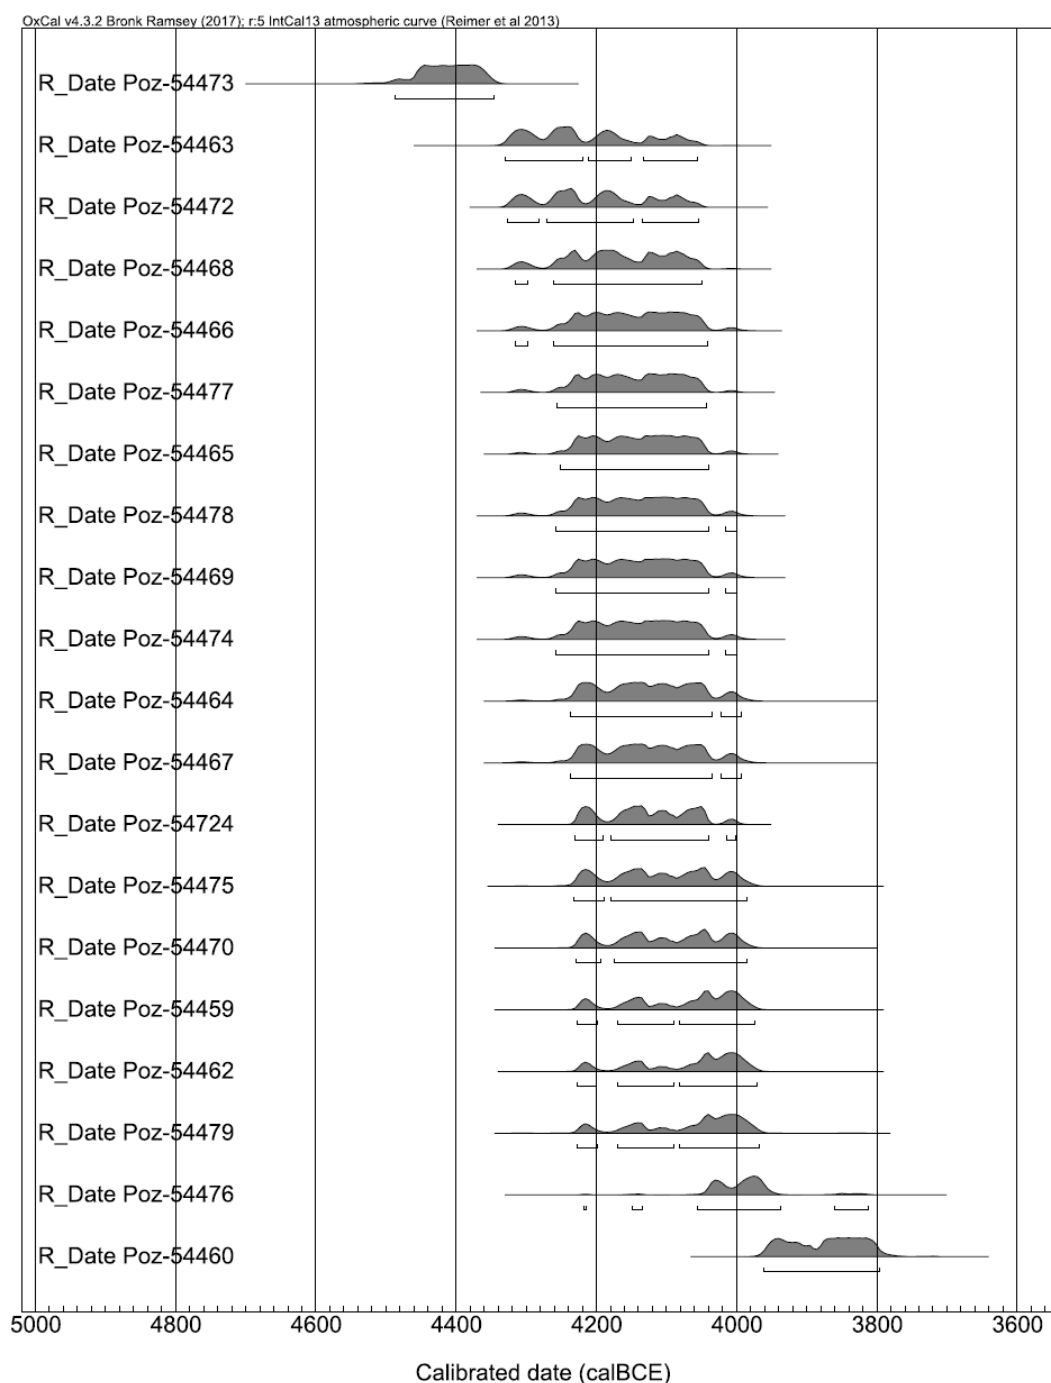 OxCal v4.3.2 Bronk Ramsey (2017); r:5 IntCal13 atmospheric curve (Reimer et al 2013)
R_Date Poz-54473
R_Date Poz-54463
R_Date Poz-54472
R_Date Poz-54468
R_Date Poz-54466
R_Date Poz-54477
R_Date Poz-54465
R_Date Poz-54478
R_Date Poz-54469
R_Date Poz-54474
R_Date Poz-54464
R_Date Poz-54467
R_Date Poz-54724
R_Date Poz-54475
R_Date Poz-54470
R_Date Poz-54459
R_Date Poz-54462
R_Date Poz-54479
R_Date Poz-54476
R_Date Poz-54460
5000 4800 4600 4400 4200 4000 3800 3600
Calibrated date (calBCE)